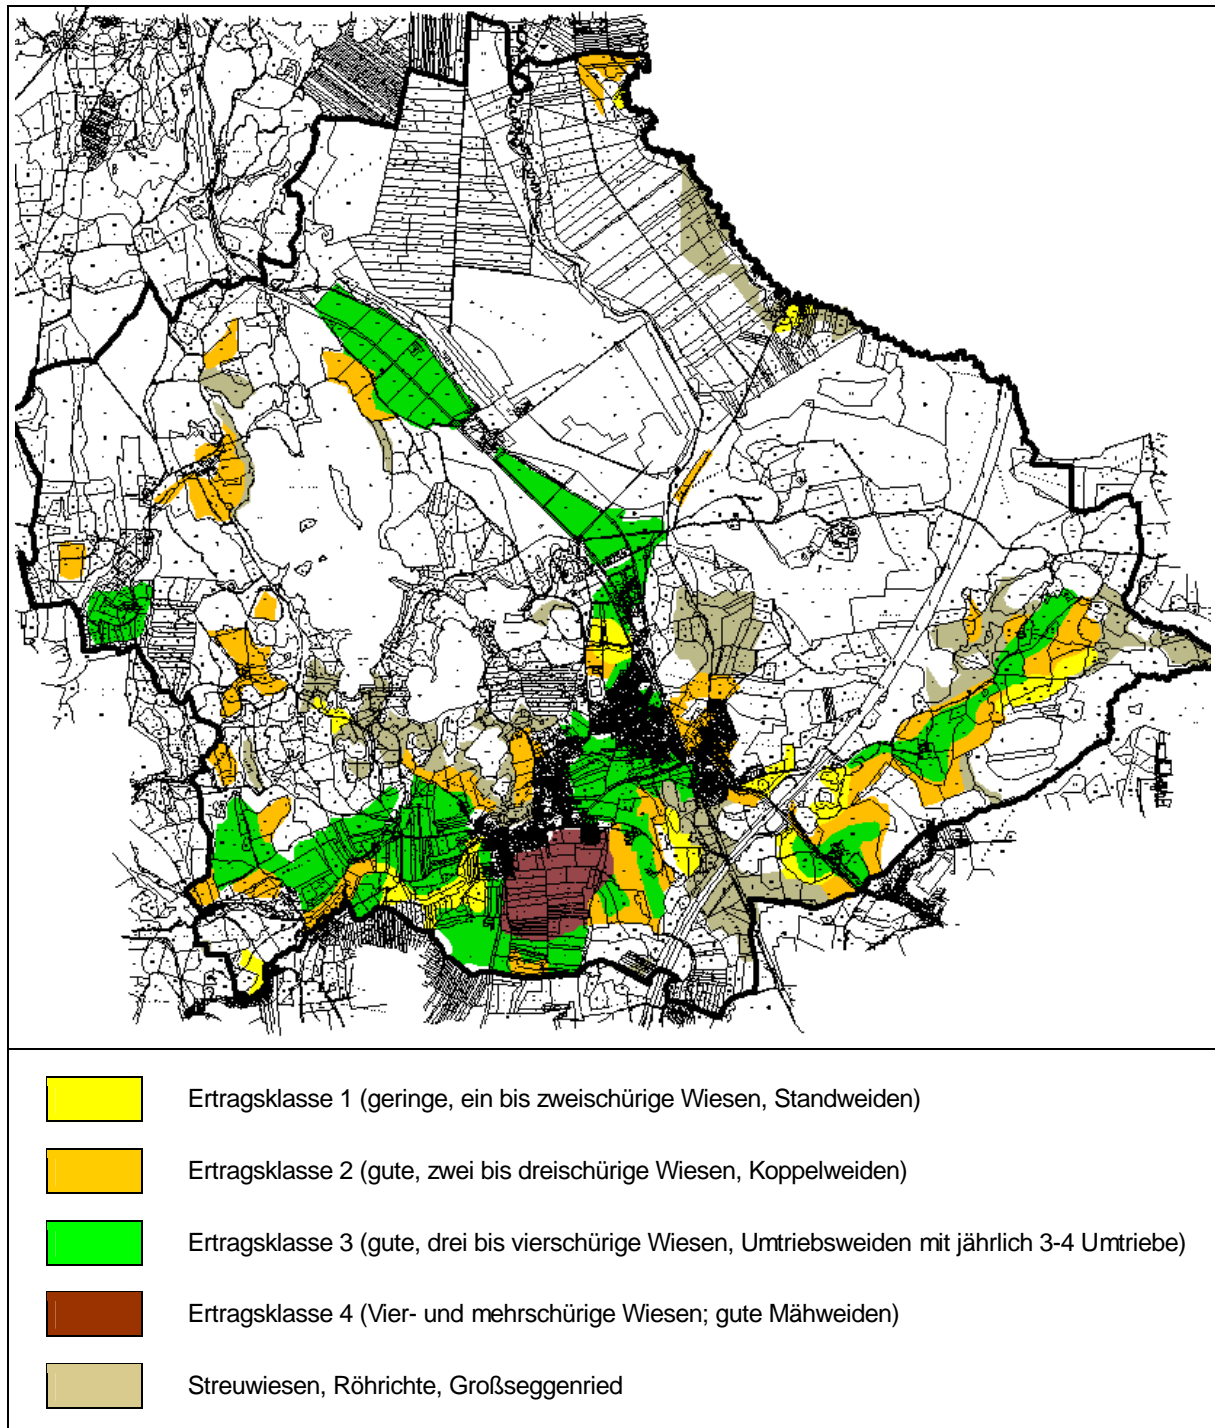 Ertragsklasse 1 (geringe, ein bis zweischürige Wiesen, Standweiden)
Ertragsklasse 2 (gute, zwei bis dreischürige Wiesen, Koppelweiden)
Ertragsklasse 3 (gute, drei bis vierschürige Wiesen, Umtriebsweiden mit jährlich 3-4 Umtriebe)
Ertragsklasse 4 (Vier- und mehrschürige Wiesen; gute Mähweiden)
Streuwiesen, Röhrichte, Großseggenried